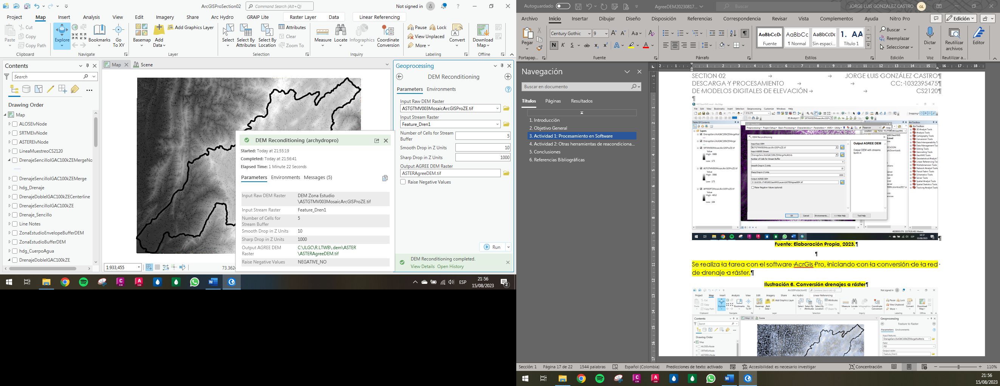 ArcGISProSection02
Command Search (Alt+Q)
Not signed in
Project Map Insert Analysis View Edit Imagery Share Arc Hydro GRAIP Lite Raster Layer Data Linear Referencing
Paste
Cut
Copy
Copy Path
Explore
Bookmarks
Go To XY
Basemap
Add Data
Add Graphics Layer
Select
Select By Attributes
Select By Location
Attributes
Clear
Zoom To
Measure
Locate
Infographics
Coordinate Conversion
Pause
Lock
View Unplaced
More
Convert
Download Map
Clipboard Navigate Layer Selection Inquiry Labeling Offline
Contents
Search
Drawing Order
Map
ALOSElvNode
SRTMElvNode
ASTERElvNode
LineaMuestreoCS2120
DrenajeSencilloIGAC100kZEMergeNo
DrenajeSencilloIGAC100kZEMerge
hdg_Drenaje
DrenajeDobleIGAC100kZECenterline
DrenajeSencilloIGAC100kZE
Drenaje_Sencillo
Line Notes
ZonaEstudioEnvelopeBufferDEM
ZonaEstudioBufferDEM
hdg_CuerpoAgua
DrenajeDobleIGAC100kZE
Map
Scene
1:933,455
73.3624
DEM Reconditioning (archydropro)
Started: Today at 21:55:19
Completed: Today at 21:56:41
Elapsed Time: 1 Minute 22 Seconds
Parameters Environments Messages (5)
Input Raw DEM Raster DEM Zona Estudio
\ASTGTMV003MosaicArcGISProZE.tif
Input Stream Raster Feature_Dren1
Number of Cells for Stream Buffer 5
Smooth Drop in Z Units 10
Sharp Drop in Z Units 1000
Output AGREE DEM Raster C:\JLGC\R.LTWB\.dem\ASTER
\ASTERAgreeDEM.tif
Raise Negative Values NEGATIVE_NO
Geoprocessing
DEM Reconditioning
Parameters Environments
Input Raw DEM Raster
ASTGTMV003MosaicArcGISProZE.tif
Input Stream Raster
Feature_Dren1
Number of Cells for Stream Buffer 5
Smooth Drop in Z Units 10
Sharp Drop in Z Units 1000
Output AGREE DEM Raster
ASTERAgreeDEM.tif
Raise Negative Values
Run
DEM Reconditioning completed.
View Details Open History
ESP
21:56
15/08/2023
2
Autoguardado
AgreeDEM20230817...
Buscar
JORGE LUIS GONZALEZ CASTRO
GL
Archivo Inicio Insertar Dibujar Diseño Disposición Referencias Correspondencia Revisar Vista Complementos Ayuda Nitro Pro
Edición
Pegar
Century Gothic 9
N K S ab x₂ x²
AaBbCcDc Fuente
AaBbCc ¶ Normal
AaBbCcDc Sin espaci...
1. AA Título 1
Buscar
Reemplazar
Seleccionar
Dictar
Reutilizar archivos
Editor
Portapap... Fuente Párrafo Estilos Edición Voz Reutilizar a...
Navegación
Buscar en documento
Títulos Páginas Resultados
1. Introducción
2. Objetivo General
3. Actividad 1: Procesamiento en Software
4. Actividad 2: Otras herramientas de reacondiciona...
5. Conclusiones
6. Referencias Bibliográficas
SECTION 02 JORGE LUIS GONZÁLEZ CASTRO¶
DESCARGA Y PROCESAMIENTO CC: 1032395475¶
DE MODELOS DIGITALES DE ELEVACIÓN CS2120¶
¶
DEM Reconditioning
Input Raw DEM
ASTGTMV003MosaicArcGISProZE.tif
Input AGREE Stream
DrenajeSencilloIGAC100kZEMergeNoAttrib
Number of Cells for Stream Buffer
5
Smooth Drop in Z Units
10
Sharp Drop in Z Units
1000
Output AGREE DEM
Raise Negative Values (optional)
OK Cancel Environments... << Hide Help Tool Help
Output AGREE DEM
Output DEM with streams burnt in
Fuente: Elaboración Propia, 2023.¶
¶
Se realiza la tarea con el software AcrGis Pro, iniciando con la conversión de la red
de drenaje a ráster.¶
Ilustración 6. Conversión drenajes a ráster¶
ArcGISProSection02
Command Search (Alt+Q)
Not signed in
Contents
Search
Drawing Order
Map
ALOSElvNode
SRTMElvNode
ASTERElvNode
Geoprocessing
Feature to Raster
Parameters Environments
Input features
DrenajeSencilloIGAC100kZEMergeNoAttrib
Field
FID
Output raster
Feature_Dren1
Sección: 1 Página 17 de 22 1544 palabras Español (Colombia) Predicciones de texto: activado Accesibilidad: es necesario investigar Concentración 110%
21:56
15/08/2023